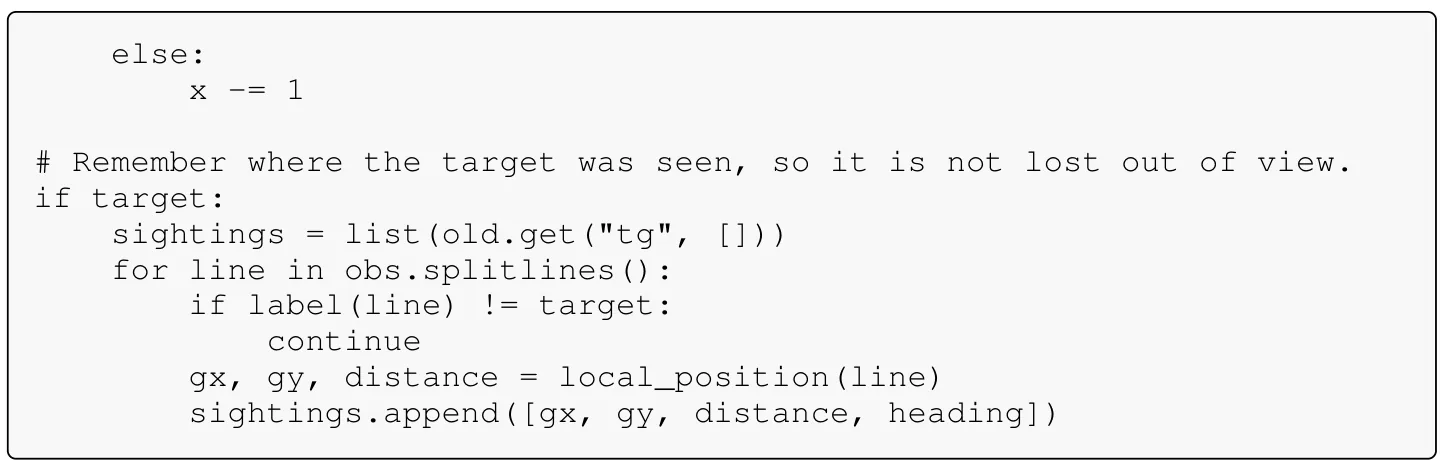 else:
        x -= 1

# Remember where the target was seen, so it is not lost out of view.
if target:
    sightings = list(old.get("tg", []))
    for line in obs.splitlines():
        if label(line) != target:
            continue
        gx, gy, distance = local_position(line)
        sightings.append([gx, gy, distance, heading])